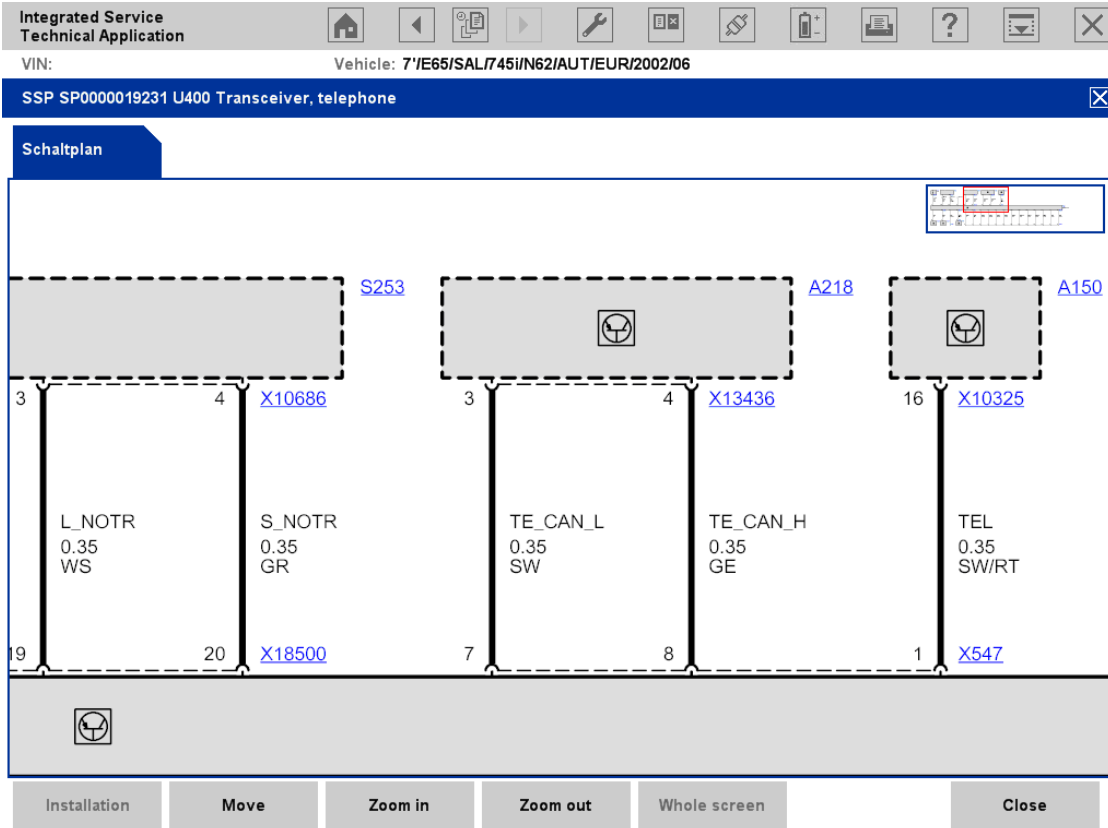 Integrated Service
Technical Application
VIN:
Vehicle: 7'/E65/SAL/745i/N62/AUT/EUR/2002/06
SSP SP0000019231 U400 Transceiver, telephone
Schaltplan
S253
A218
A150
3
4
X10686
3
4
X13436
16
X10325
L_NOTR
0.35
WS
S_NOTR
0.35
GR
TE_CAN_L
0.35
SW
TE_CAN_H
0.35
GE
TEL
0.35
SW/RT
19
20
X18500
7
8
1
X547
Installation
Move
Zoom in
Zoom out
Whole screen
Close